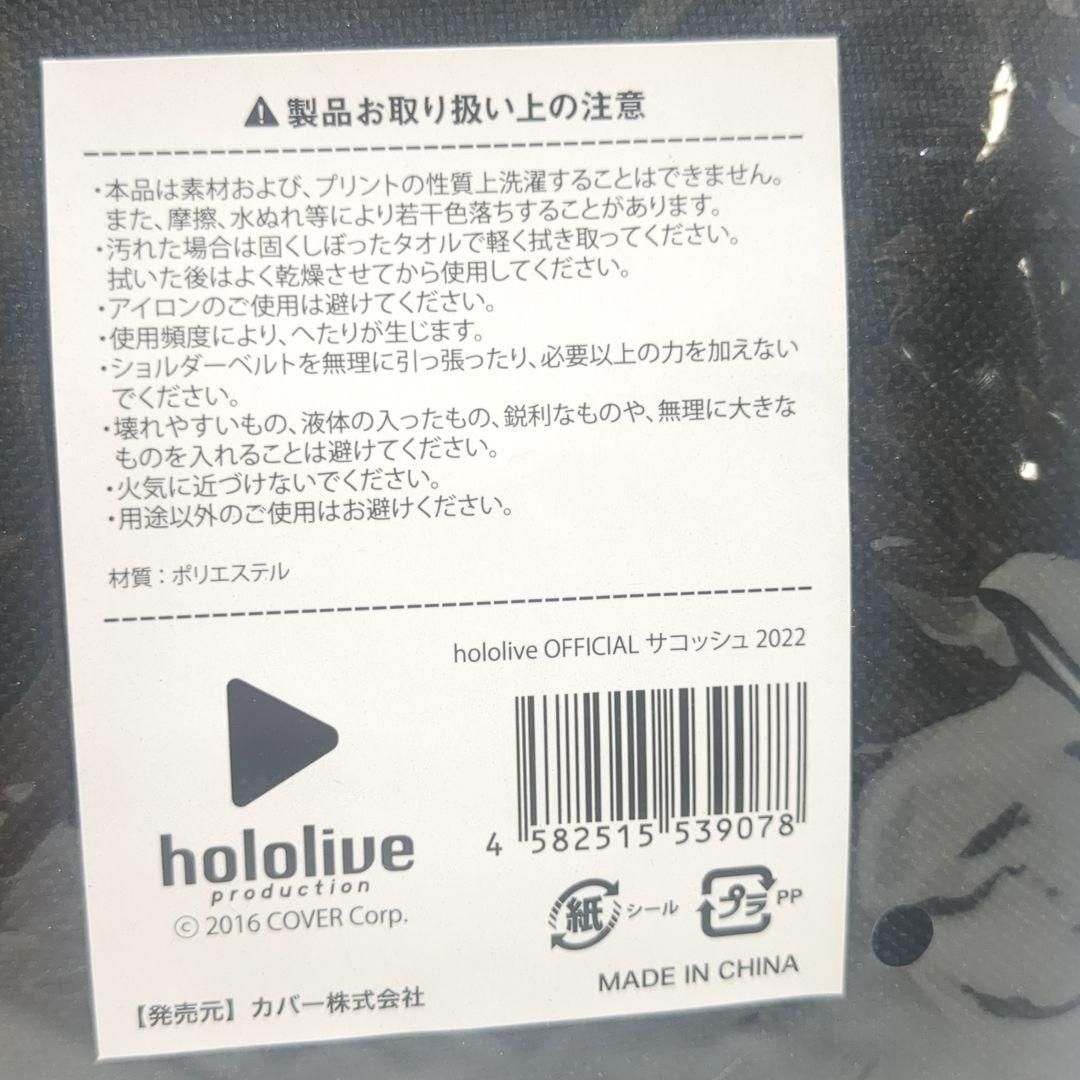 ⚠製品お取り扱い上の注意
・本品は素材および、プリントの性質上洗濯することはできません。
また、摩擦、水ぬれ等により若干色落ちすることがあります。
・汚れた場合は固くしぼったタオルで軽く拭き取ってください。
拭いた後はよく乾燥させてから使用してください。
・アイロンのご使用は避けてください。
・使用頻度により、へたりが生じます。
・ショルダーベルトを無理に引っ張ったり、必要以上の力を加えない
でください。
・壊れやすいもの、液体の入ったもの、鋭利なものや、無理に大きな
ものを入れることは避けてください。
・火気に近づけないでください。
・用途以外のご使用はお避けください。
材質：ポリエステル
hololive OFFICIAL サコッシュ 2022
4 582515 539078
hololive
production
© 2016 COVER Corp.
紙 シール
プラ PP
MADE IN CHINA
【発売元】カバー株式会社